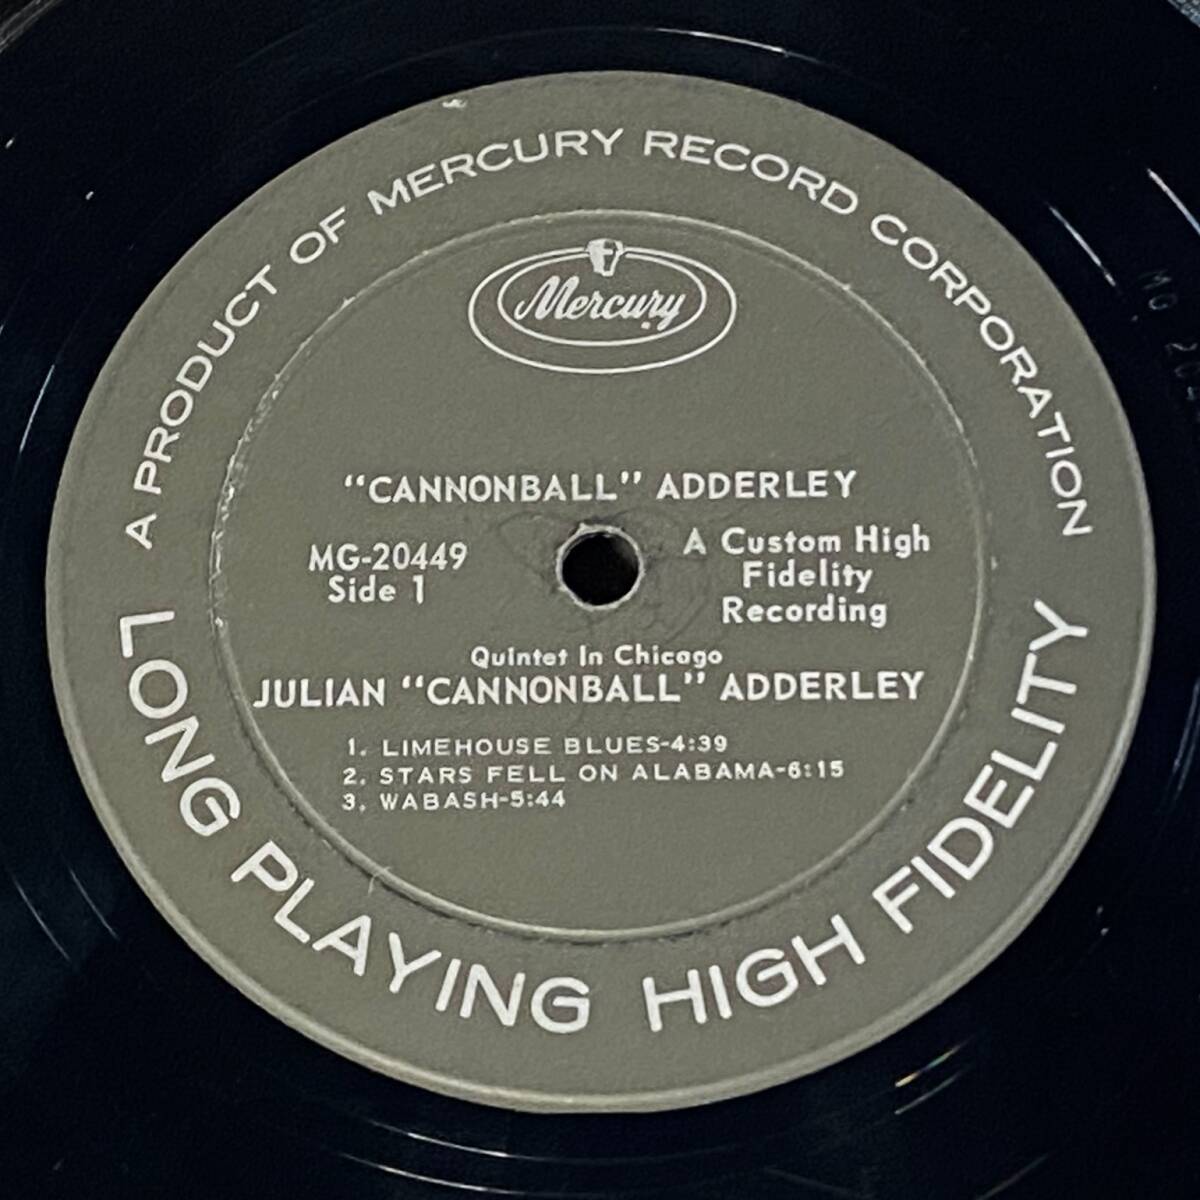 A PRODUCT OF MERCURY RECORD CORPORATION
Mercury
"CANNONBALL" ADDERLEY
MG-20449
Side 1
A Custom High
Fidelity
Recording
Quintet In Chicago
JULIAN "CANNONBALL" ADDERLEY
1. LIMEHOUSE BLUES-4:39
2. STARS FELL ON ALABAMA-6:15
3. WABASH-5:44
LONG PLAYING HIGH FIDELITY